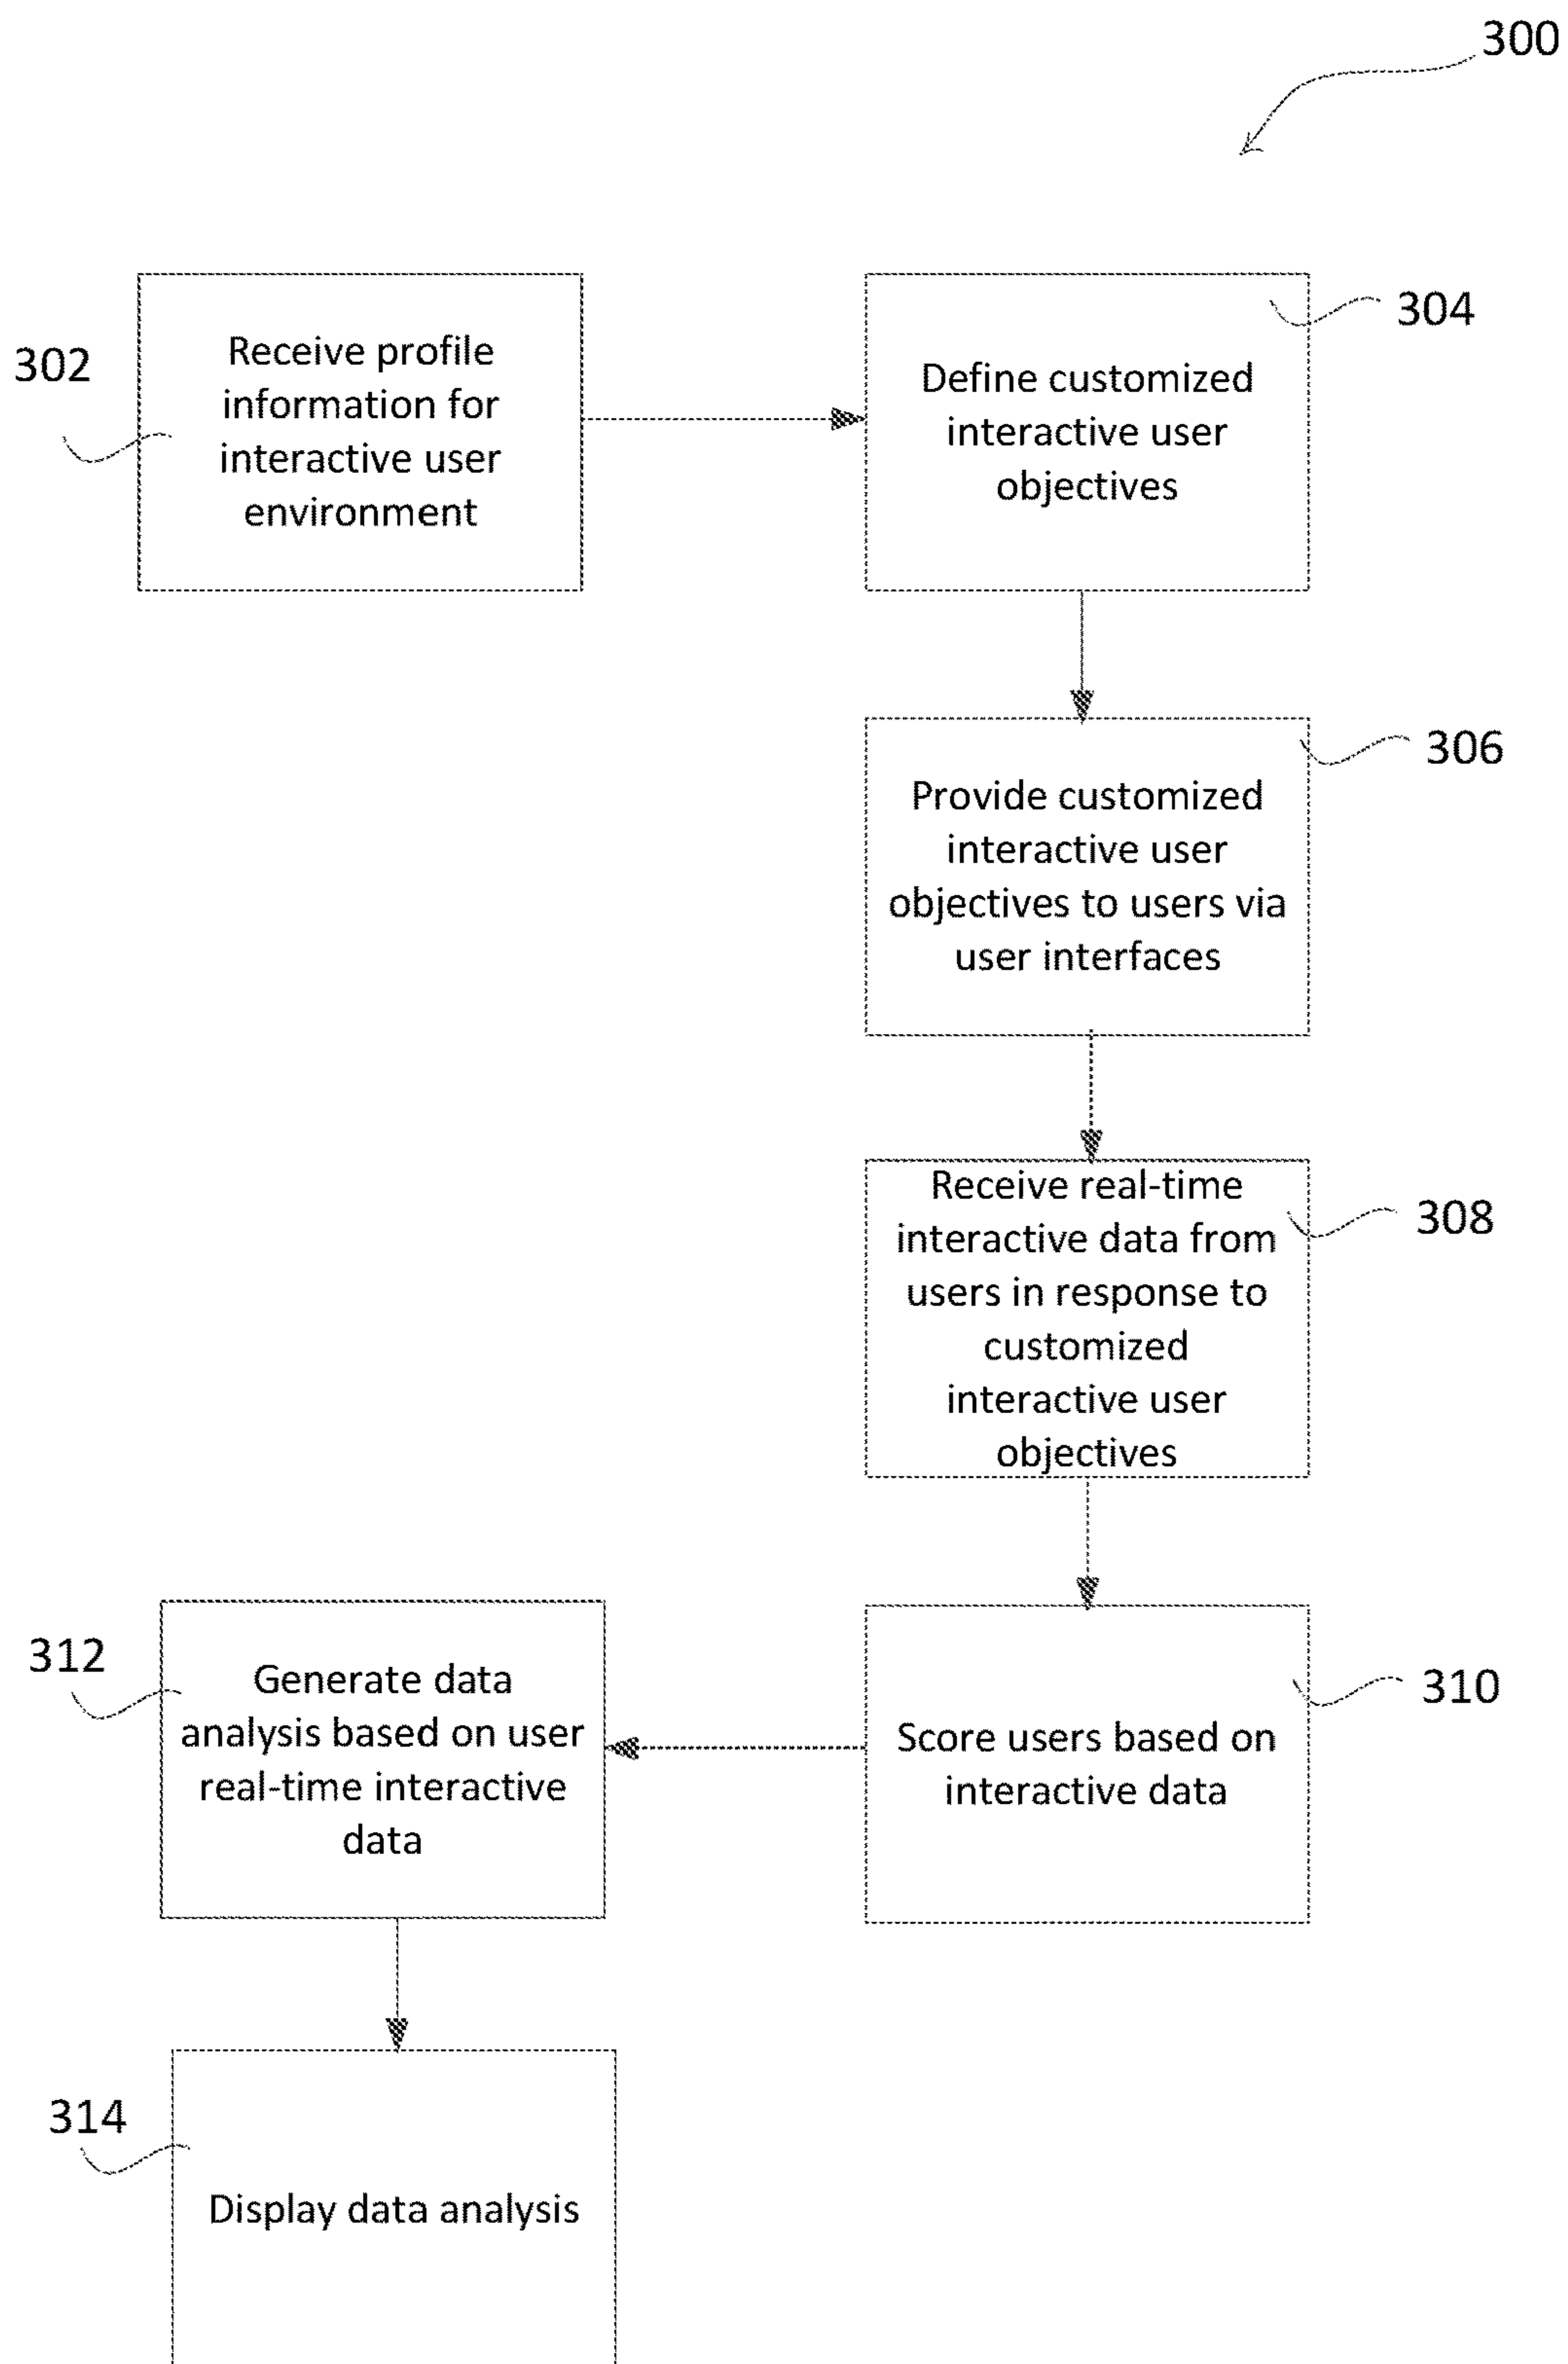 300
302
Receive profile
information for
interactive user
environment
304
Define customized
interactive user
objectives
306
Provide customized
interactive user
objectives to users via
user interfaces
308
Receive real-time
interactive data from
users in response to
customized
interactive user
objectives
310
Score users based on
interactive data
312
Generate data
analysis based on user
real-time interactive
data
314
Display data analysis